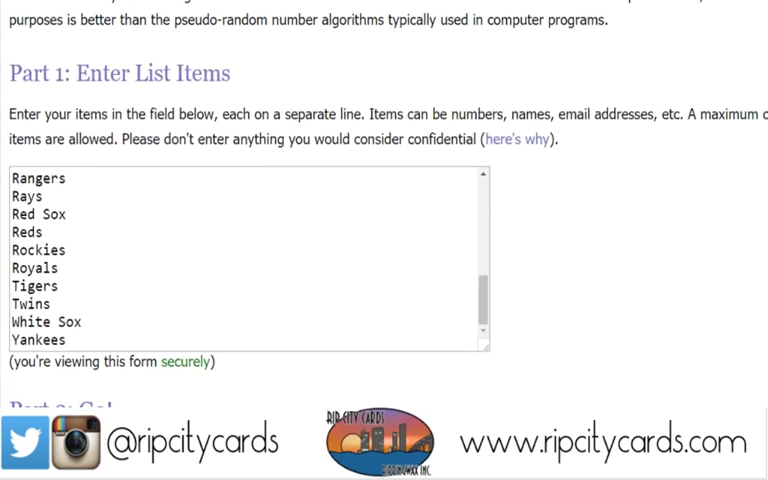 purposes is better than the pseudo-random number algorithms typically used in computer programs.
Part 1: Enter List Items
Enter your items in the field below, each on a separate line. Items can be numbers, names, email addresses, etc. A maximum
items are allowed. Please don't enter anything you would consider confidential (here's why).
Rangers
Rays
Red Sox
Reds
Rockies
Royals
Tigers
Twins
White Sox
Yankees
(you're viewing this form securely)
@ripcitycards
RIP CITY CARDS
RIPPINGWAX INC.
www.ripcitycards.com